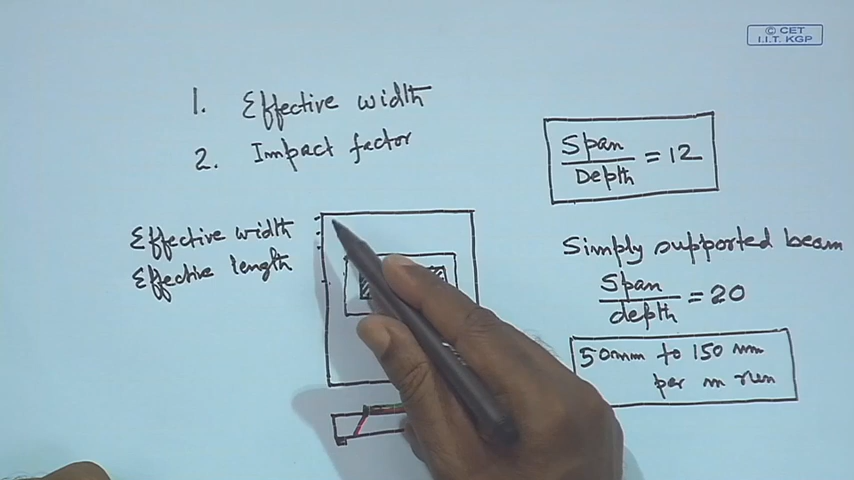 © CET
I.I.T. KGP
1. Effective width
2. Impact factor
Span
Depth = 12
Effective width
Effective length
Simply supported beam
Span
depth = 20
50mm to 150 mm
per m run